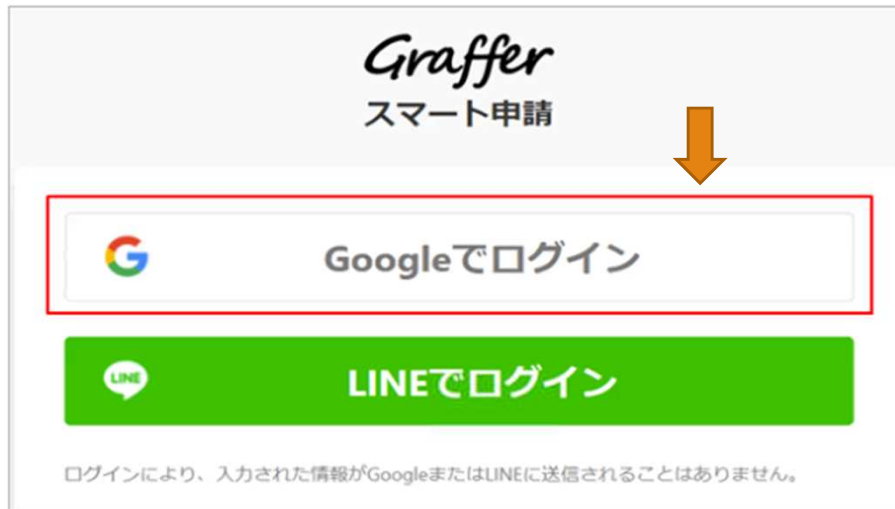 Graffer
スマート申請
Googleでログイン
LINE
LINEでログイン
ログインにより、入力された情報がGoogleまたはLINEに送信されることはありません。